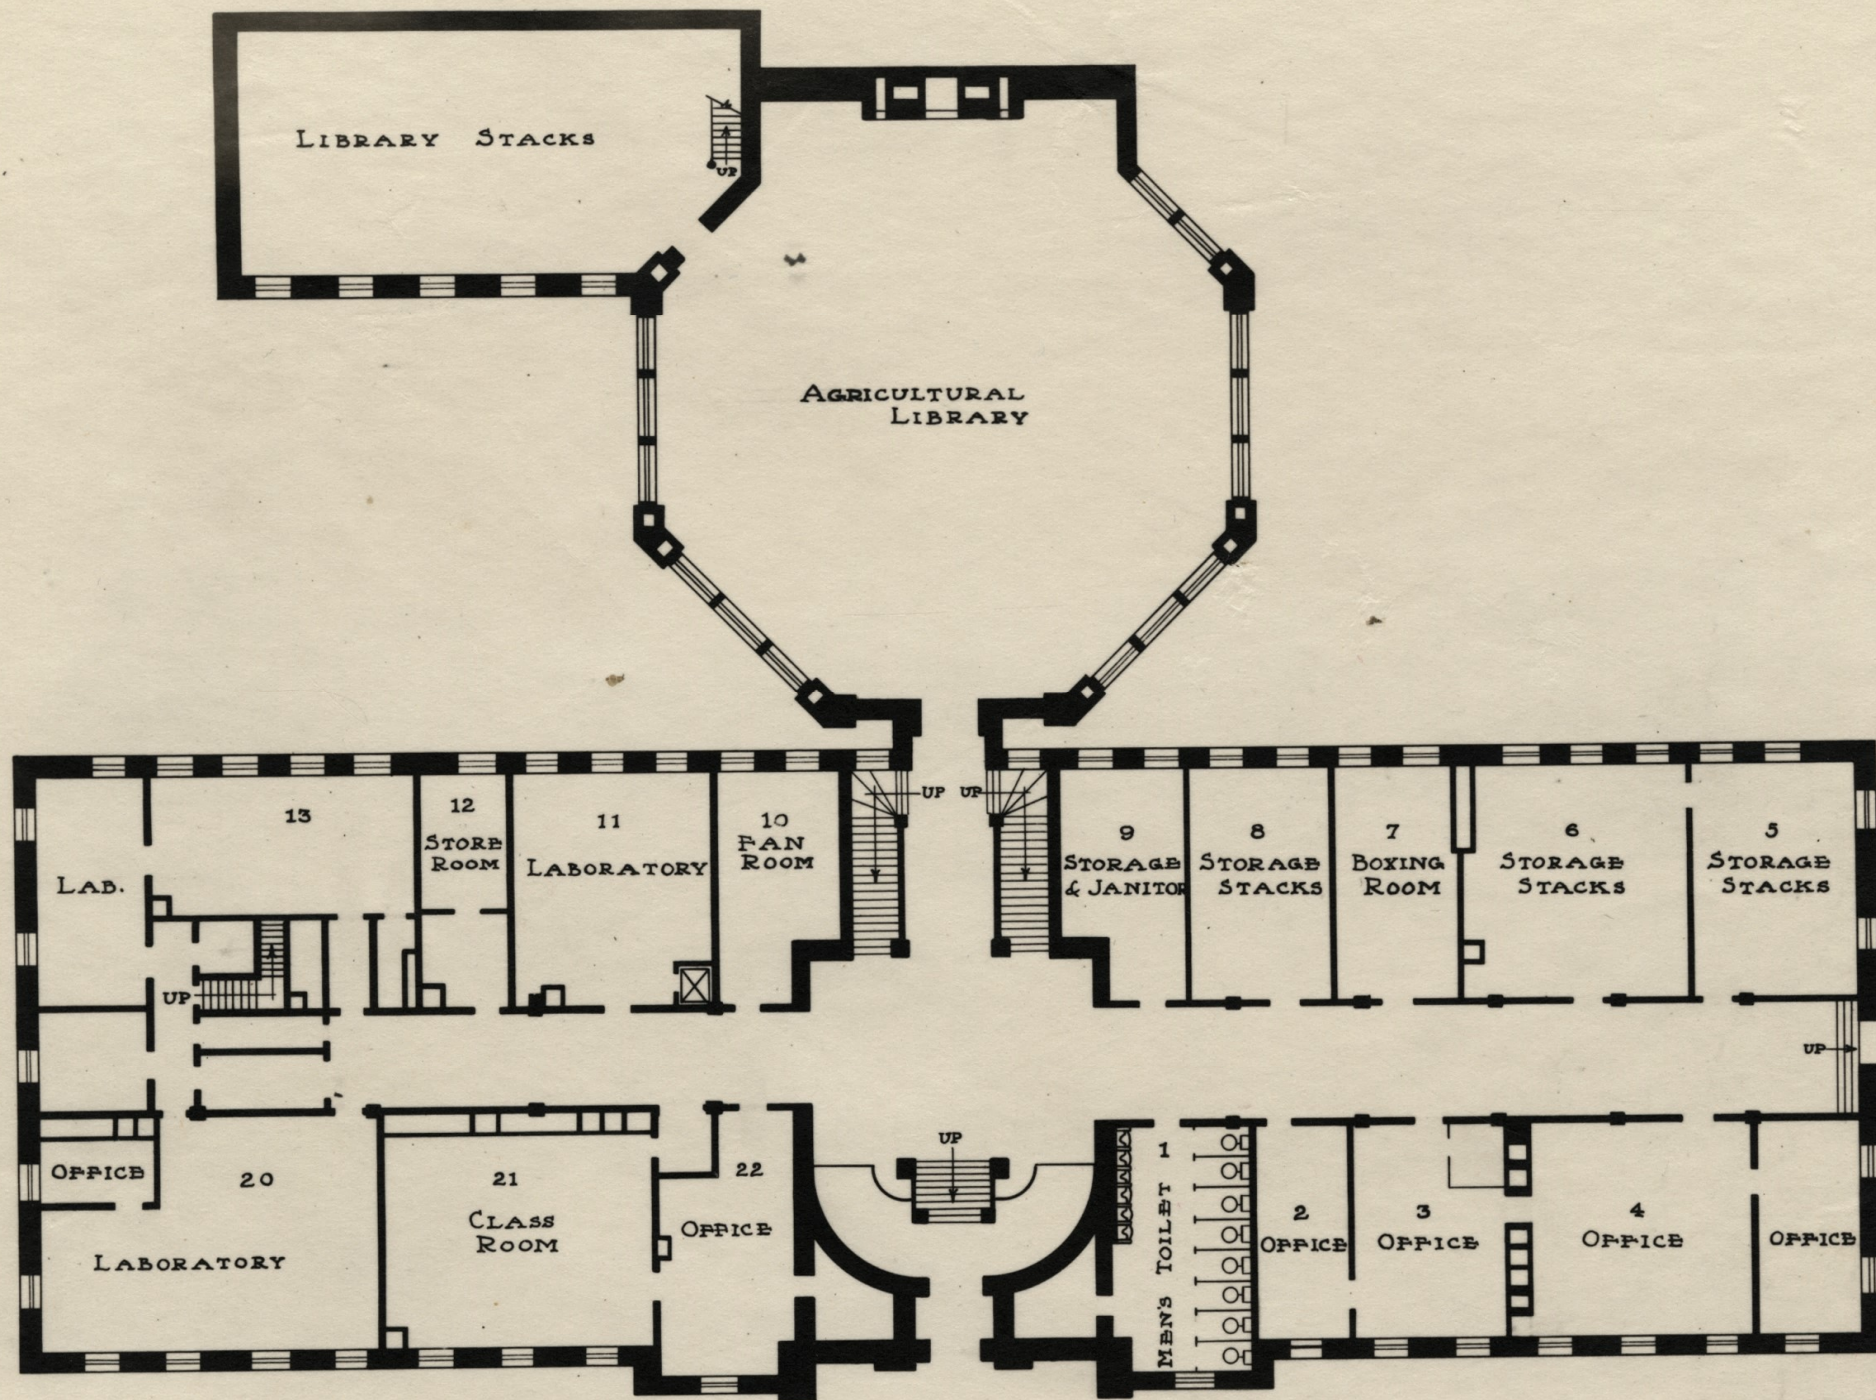 LIBRARY STACKS
UP
AGRICULTURAL
LIBRARY
UP UP
13
12
STORE
ROOM
11
LABORATORY
10
FAN
ROOM
9
STORAGE
& JANITOR
8
STORAGE
STACKS
7
BOXING
ROOM
6
STORAGE
STACKS
5
STORAGE
STACKS
LAB.
UP
UP
OFFICE
20
LABORATORY
21
CLASS
ROOM
22
OFFICE
UP
1
MEN'S TOILET
2
OFFICE
3
OFFICE
4
OFFICE
OFFICE